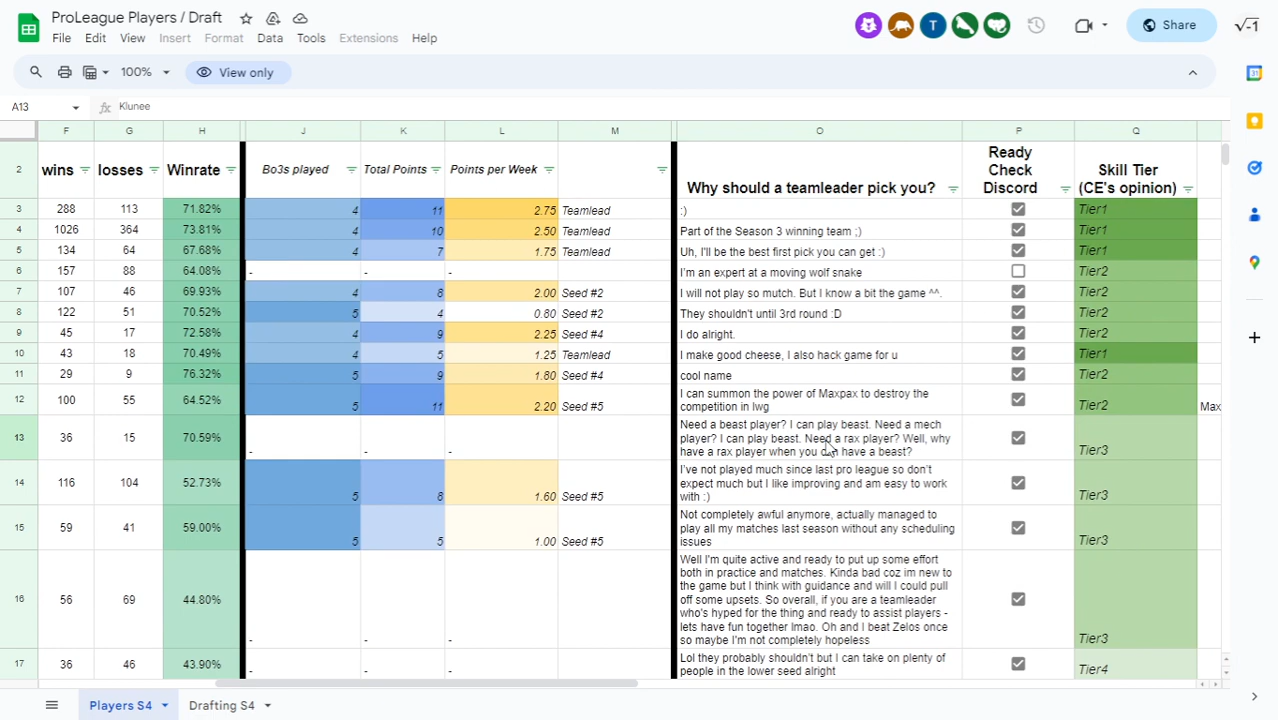 ProLeague Players / Draft
File Edit View Insert Format Data Tools Extensions Help
T Share √-1
100% View only
31
A13 fx Klunee
F G H J K L M O P Q
2 wins losses Winrate Bo3s played Total Points Points per Week Why should a teamleader pick you? Ready Check Discord Skill Tier (CE's opinion)
3 288 113 71.82% 4 11 2.75 Teamlead :) Tier1
4 1026 364 73.81% 4 10 2.50 Teamlead Part of the Season 3 winning team ;) Tier1
5 134 64 67.68% 4 7 1.75 Teamlead Uh, I'll be the best first pick you can get :) Tier1
6 157 88 64.08% - - - I'm an expert at a moving wolf snake Tier2
7 107 46 69.93% 4 8 2.00 Seed #2 I will not play so mutch. But I know a bit the game ^^. Tier2
8 122 51 70.52% 5 4 0.80 Seed #2 They shouldn't until 3rd round :D Tier2
9 45 17 72.58% 4 9 2.25 Seed #4 I do alright. Tier2
10 43 18 70.49% 4 5 1.25 Teamlead I make good cheese, I also hack game for u Tier1
11 29 9 76.32% 5 9 1.80 Seed #4 cool name Tier2
12 100 55 64.52% 5 11 2.20 Seed #5 I can summon the power of Maxpax to destroy the
competition in lwg Tier2 Max
13 36 15 70.59% - - - Need a beast player? I can play beast. Need a mech
player? I can play beast. Need a rax player? Well, why
have a rax player when you can have a beast? Tier3
14 116 104 52.73% 5 8 1.60 Seed #5 I've not played much since last pro league so don't
expect much but I like improving and am easy to work
with :) Tier3
15 59 41 59.00% 5 5 1.00 Seed #5 Not completely awful anymore, actually managed to
play all my matches last season without any scheduling
issues Tier3
16 56 69 44.80% - - - Well I'm quite active and ready to put up some effort
both in practice and matches. Kinda bad coz im new to
the game but I think with guidance and will I could pull
off some upsets. So overall, if you are a teamleader
who's hyped for the thing and ready to assist players -
lets have fun together lmao. Oh and I beat Zelos once
so maybe I'm not completely hopeless Tier3
17 36 46 43.90% - - - Lol they probably shouldn't but I can take on plenty of
people in the lower seed alright Tier4
Players S4 Drafting S4